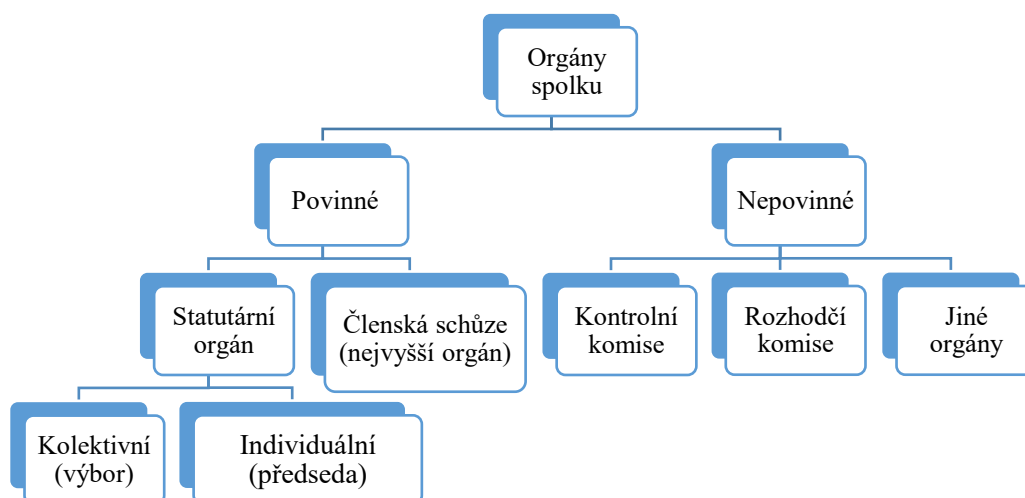 Orgány
spolku
Povinné
Nepovinné
Statutární
orgán
Členská schůze
(nejvyšší orgán)
Kontrolní
komise
Rozhodčí
komise
Jiné
orgány
Kolektivní
(výbor)
Individuální
(předseda)